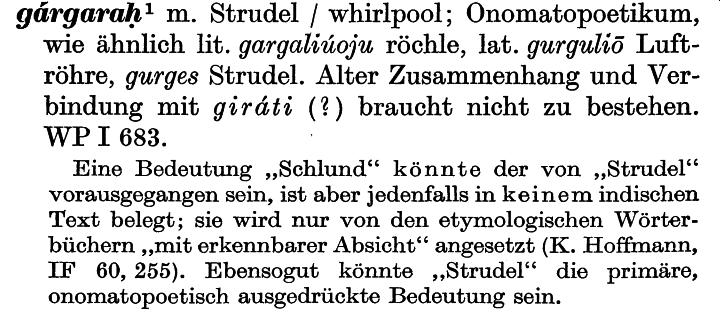 gárgaraḥ¹ m. Strudel / whirlpool; Onomatopoetikum,
wie ähnlich lit. gargaliúoju röchle, lat. gurguliō Luft-
röhre, gurges Strudel. Alter Zusammenhang und Ver-
bindung mit giráti (?) braucht nicht zu bestehen.
WP I 683.
Eine Bedeutung „Schlund“ könnte der von „Strudel“
vorausgegangen sein, ist aber jedenfalls in keinem indischen
Text belegt; sie wird nur von den etymologischen Wörter-
büchern „mit erkennbarer Absicht“ angesetzt (K. Hoffmann,
IF 60, 255). Ebensogut könnte „Strudel“ die primäre,
onomatopoetisch ausgedrückte Bedeutung sein.